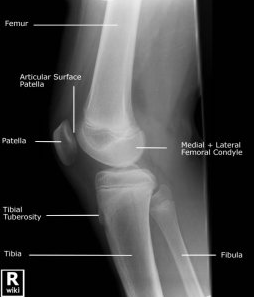 Femur
Articular Surface
Patella
Patella
Medial + Lateral
Femoral Condyle
Tibial
Tuberosity
Tibia
Fibula
R
wiki